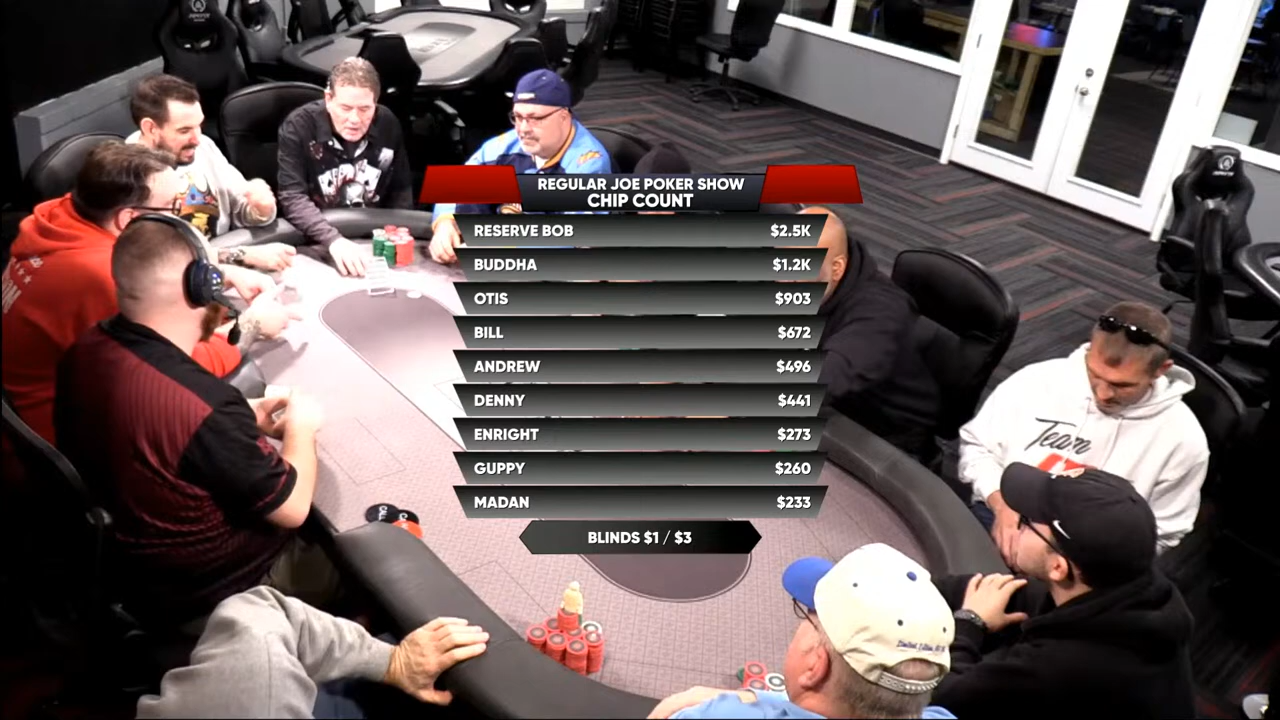 REGULAR JOE POKER SHOW
CHIP COUNT
RESERVE BOB $2.5K
BUDDHA $1.2K
OTIS $903
BILL $672
ANDREW $496
DENNY $441
ENRIGHT $273
GUPPY $260
MADAN $233
BLINDS $1 / $3
Team